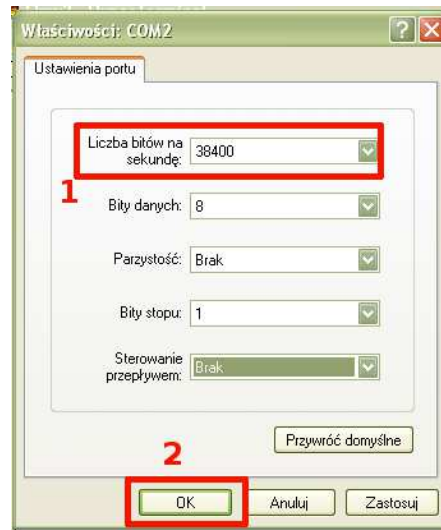 Właściwości: COM2
Ustawienia portu
Liczba bitów na
sekundę: 38400
1
Bity danych: 8
Parzystość: Brak
Bity stopu: 1
Sterowanie
przepływem: Brak
Przywróć domyślne
2
OK Anuluj Zastosuj